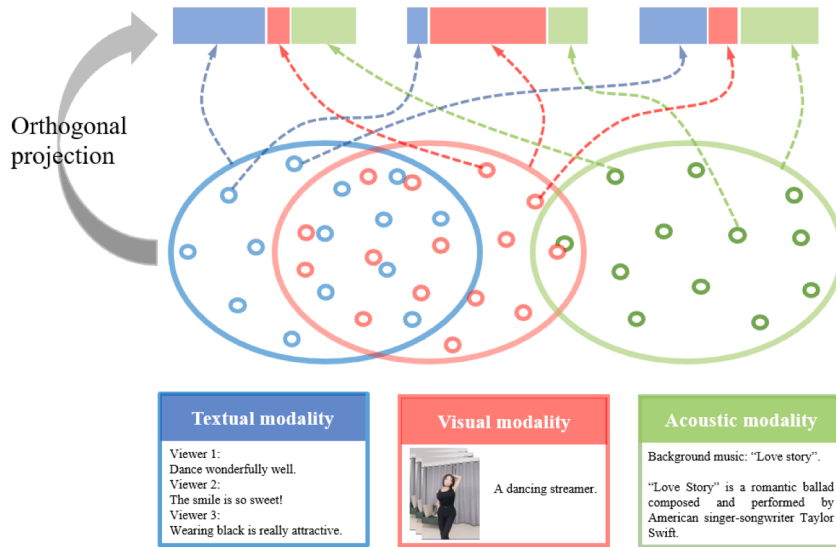 Orthogonal
projection
Textual modality
Viewer 1:
Dance wonderfully well.
Viewer 2:
The smile is so sweet!
Viewer 3:
Wearing black is really attractive.
Visual modality
A dancing streamer.
Acoustic modality
Background music: “Love story”.
“Love Story” is a romantic ballad
composed and performed by
American singer-songwriter Taylor
Swift.